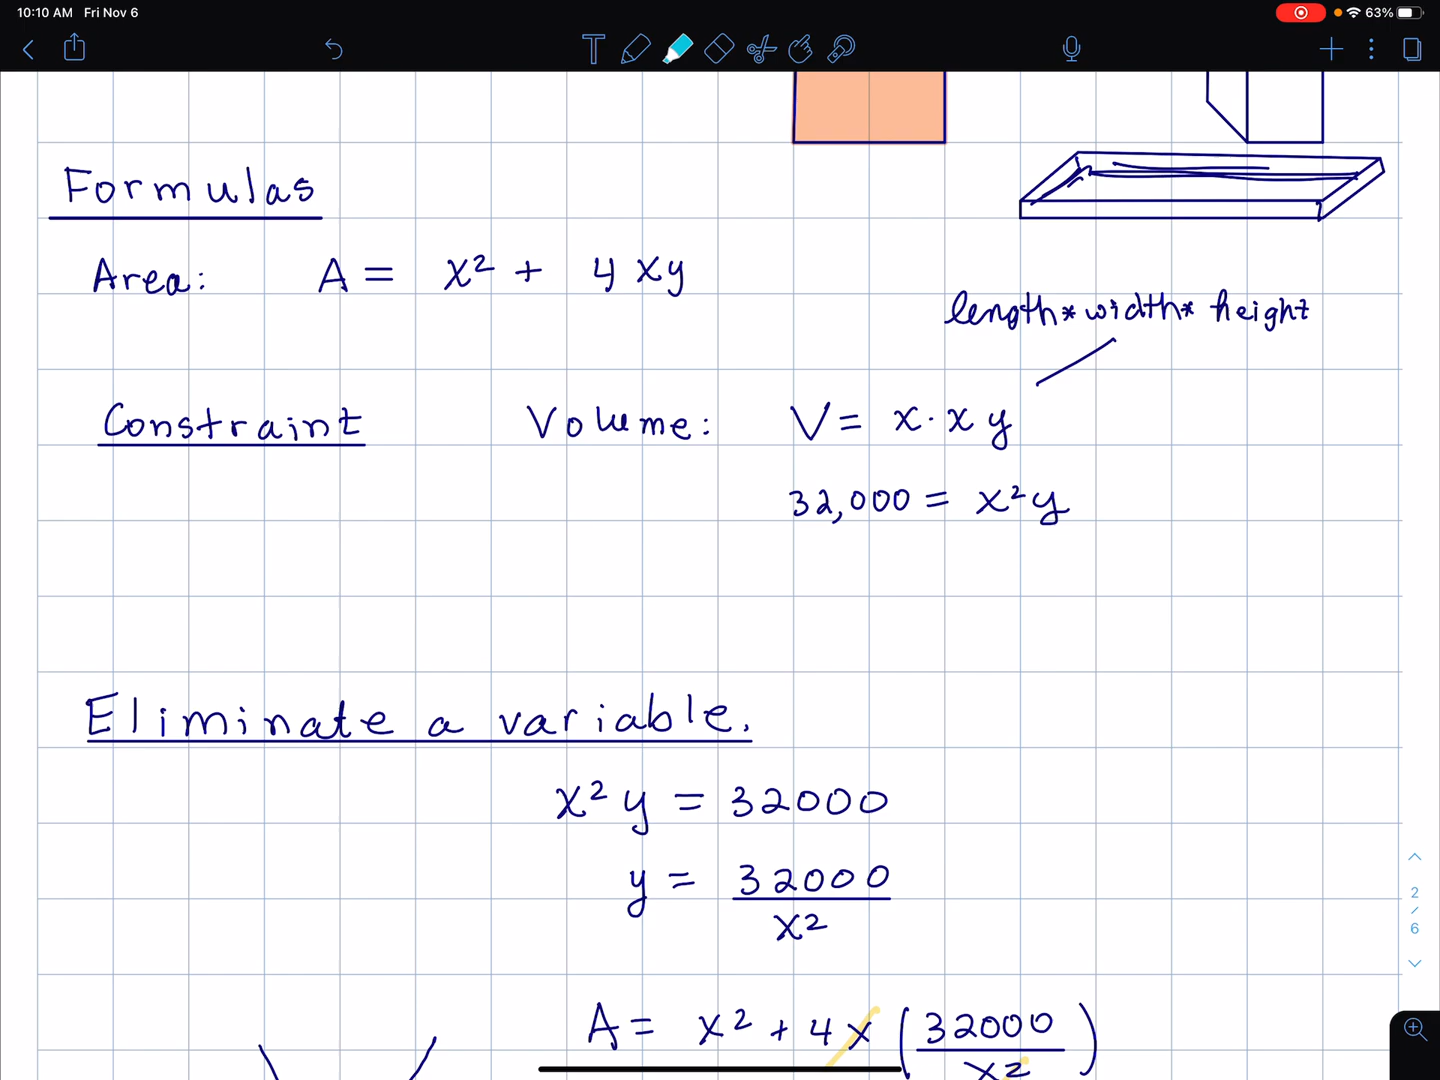 10:10 AM Fri Nov 6
63%
T
Formulas
Area: A = x² + 4xy
length * width * height
Constraint Volume: V = x · x y
32,000 = x²y
Eliminate a variable.
x² y = 32000
y = 32000 / x²
2 / 6
A = x² + 4x ( 32000 / x² )